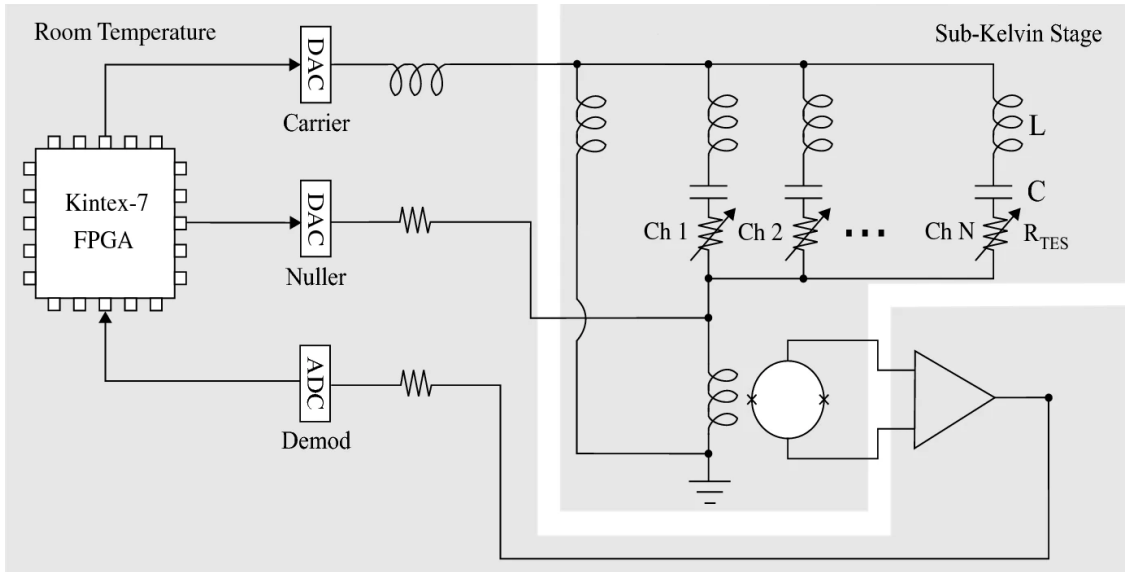 Room Temperature
Sub-Kelvin Stage
DAC
Carrier
L
Kintex-7
FPGA
C
DAC
Nuller
Ch 1
Ch 2
...
Ch N
R_TES
ADC
Demod